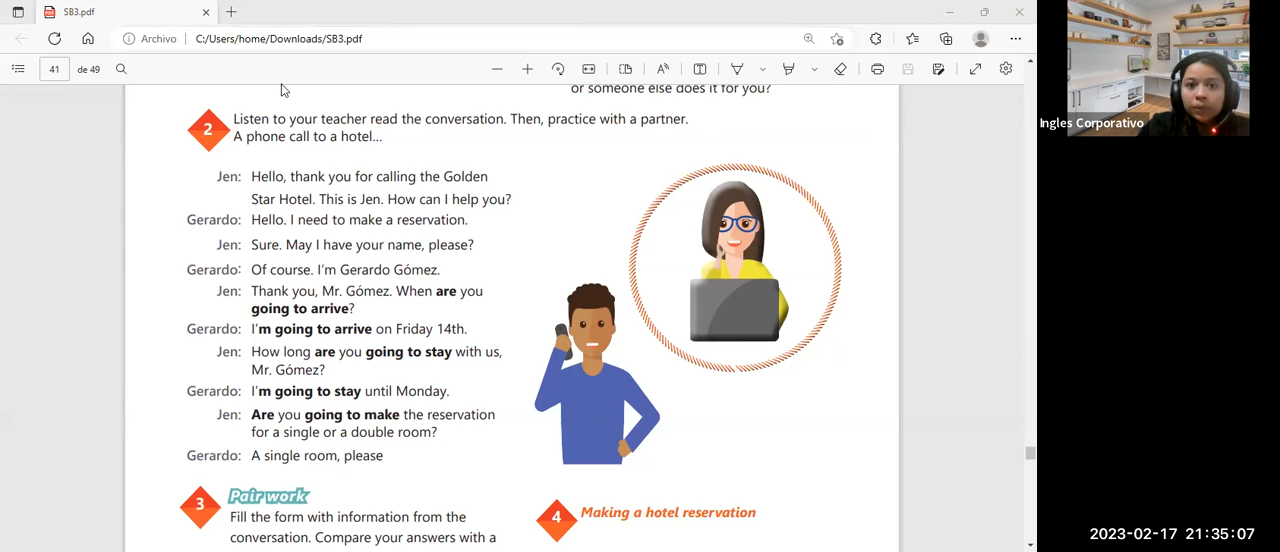 SB3.pdf
Archivo
C:/Users/home/Downloads/SB3.pdf
41
de 49
or someone else does it for you?
2
Listen to your teacher read the conversation. Then, practice with a partner.
A phone call to a hotel...
Jen: Hello, thank you for calling the Golden
Star Hotel. This is Jen. How can I help you?
Gerardo: Hello. I need to make a reservation.
Jen: Sure. May I have your name, please?
Gerardo: Of course. I'm Gerardo Gómez.
Jen: Thank you, Mr. Gómez. When are you
going to arrive?
Gerardo: I'm going to arrive on Friday 14th.
Jen: How long are you going to stay with us,
Mr. Gómez?
Gerardo: I'm going to stay until Monday.
Jen: Are you going to make the reservation
for a single or a double room?
Gerardo: A single room, please
3
Pair work
Fill the form with information from the
conversation. Compare your answers with a
4
Making a hotel reservation
Ingles Corporativo
2023-02-17 21:35:07